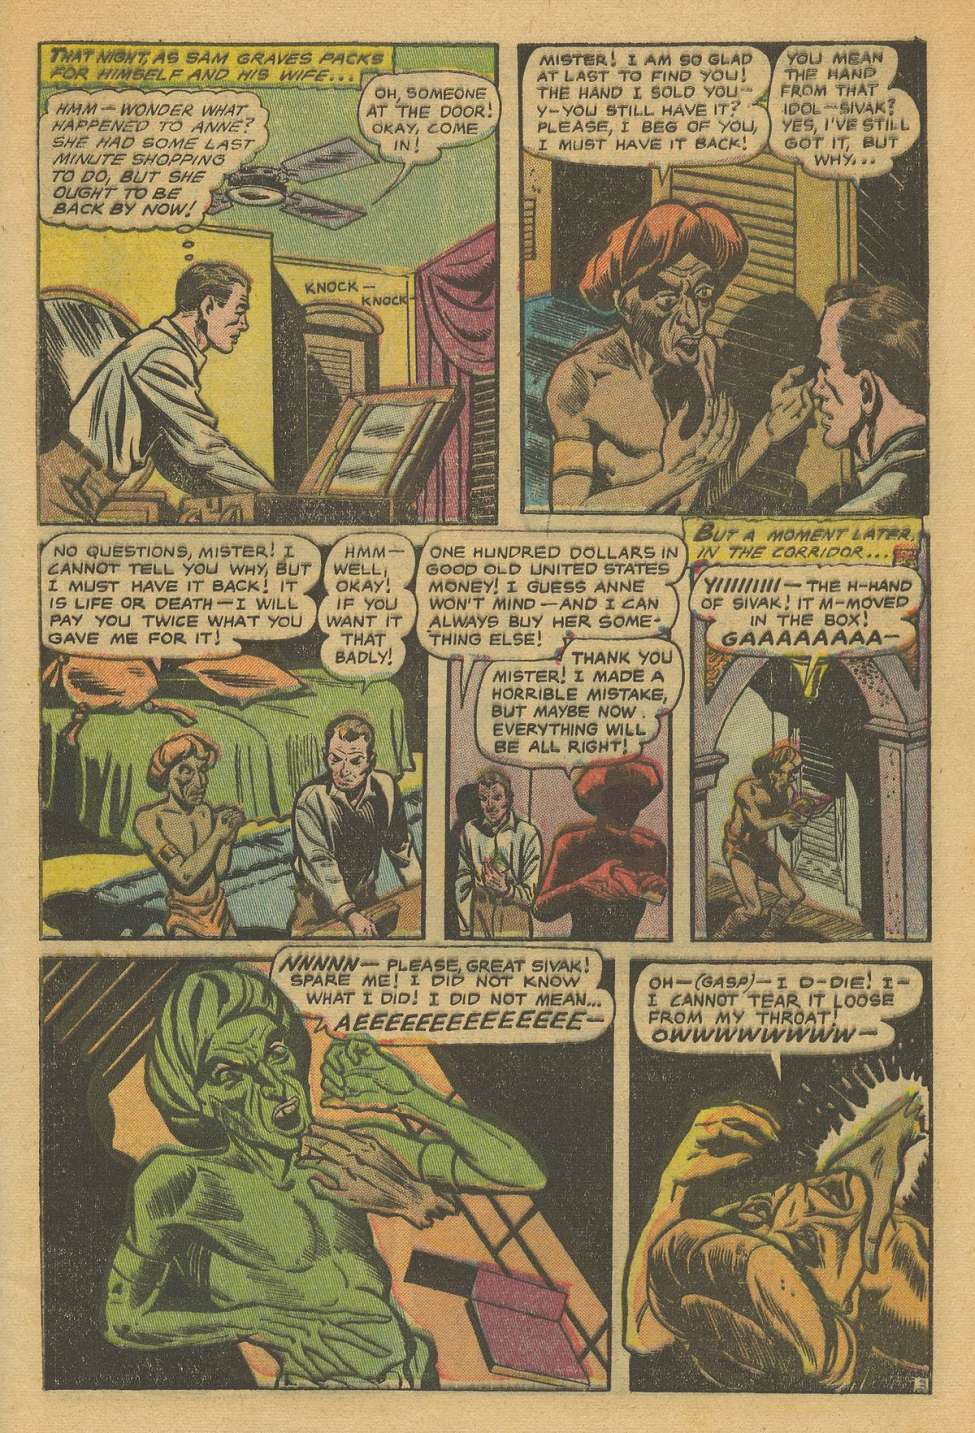 THAT NIGHT, AS SAM GRAVES PACKS
FOR HIMSELF AND HIS WIFE...
HMM—WONDER WHAT
HAPPENED TO ANNE?
SHE HAD SOME LAST
MINUTE SHOPPING
TO DO, BUT SHE
OUGHT TO BE
BACK BY NOW!
OH, SOMEONE
AT THE DOOR!
OKAY, COME
IN!
KNOCK—
KNOCK—
MISTER! I AM SO GLAD
AT LAST TO FIND YOU!
THE HAND I SOLD YOU—
Y-YOU STILL HAVE IT?
PLEASE, I BEG OF YOU,
I MUST HAVE IT BACK!
YOU MEAN
THE HAND
FROM THAT
IDOL—SIVAK?
YES, I'VE STILL
GOT IT, BUT
WHY...
NO QUESTIONS, MISTER! I
CANNOT TELL YOU WHY, BUT
I MUST HAVE IT BACK! IT
IS LIFE OR DEATH—I WILL
PAY YOU TWICE WHAT YOU
GAVE ME FOR IT!
HMM—
WELL,
OKAY!
IF YOU
WANT IT
THAT
BADLY!
ONE HUNDRED DOLLARS IN
GOOD OLD UNITED STATES
MONEY! I GUESS ANNE
WON'T MIND—AND I CAN
ALWAYS BUY HER SOME-
THING ELSE!
THANK YOU
MISTER! I MADE A
HORRIBLE MISTAKE,
BUT MAYBE NOW
EVERYTHING WILL
BE ALL RIGHT!
BUT A MOMENT LATER,
IN THE CORRIDOR...
YIIIIIIIII—THE H-HAND
OF SIVAK! IT M-MOVED
IN THE BOX!
GAAAAAAAAA—
NNNNN—PLEASE, GREAT SIVAK!
SPARE ME! I DID NOT KNOW
WHAT I DID! I DID NOT MEAN...
AEEEEEEEEEEEEEE—
OH—(GASP)—I D-DIE! I—
I CANNOT TEAR IT LOOSE
FROM MY THROAT!
OWWWWWWWWW—
3